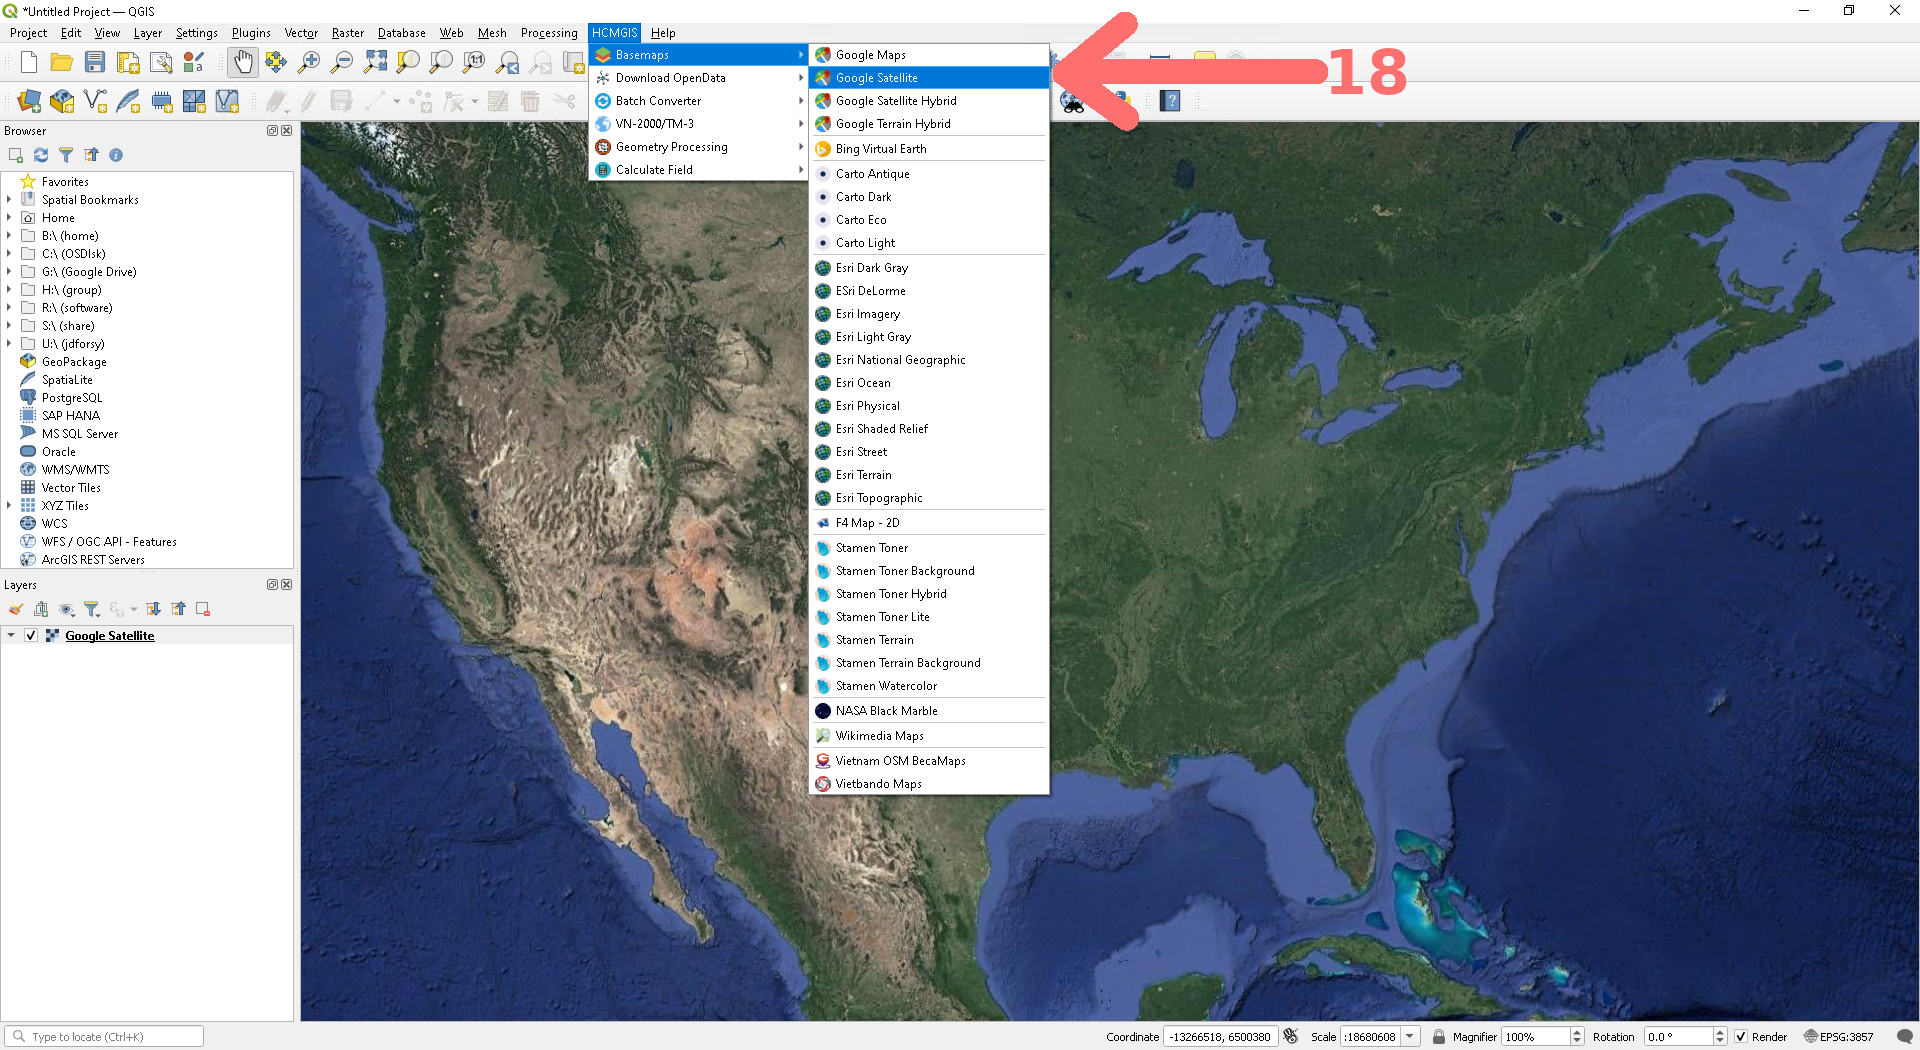 *Untitled Project — QGIS
Project Edit View Layer Settings Plugins Vector Raster Database Web Mesh Processing HCMGIS Help
18
Basemaps
Download OpenData
Batch Converter
VN-2000/TM-3
Geometry Processing
Calculate Field
Google Maps
Google Satellite
Google Satellite Hybrid
Google Terrain Hybrid
Bing Virtual Earth
Carto Antique
Carto Dark
Carto Eco
Carto Light
Esri Dark Gray
ESri DeLorme
Esri Imagery
Esri Light Gray
Esri National Geographic
Esri Ocean
Esri Physical
Esri Shaded Relief
Esri Street
Esri Terrain
Esri Topographic
F4 Map - 2D
Stamen Toner
Stamen Toner Background
Stamen Toner Hybrid
Stamen Toner Lite
Stamen Terrain
Stamen Terrain Background
Stamen Watercolor
NASA Black Marble
Wikimedia Maps
Vietnam OSM BecaMaps
Vietbando Maps
Browser
Favorites
Spatial Bookmarks
Home
B:\ (home)
C:\ (OSDIsk)
G:\ (Google Drive)
H:\ (group)
R:\ (software)
S:\ (share)
U:\ (jdforsy)
GeoPackage
SpatiaLite
PostgreSQL
SAP HANA
MS SQL Server
Oracle
WMS/WMTS
Vector Tiles
XYZ Tiles
WCS
WFS / OGC API - Features
ArcGIS REST Servers
Layers
Google Satellite
Type to locate (Ctrl+K)
Coordinate -13266518, 6500380 Scale :18680608 Magnifier 100% Rotation 0.0 ° Render EPSG:3857